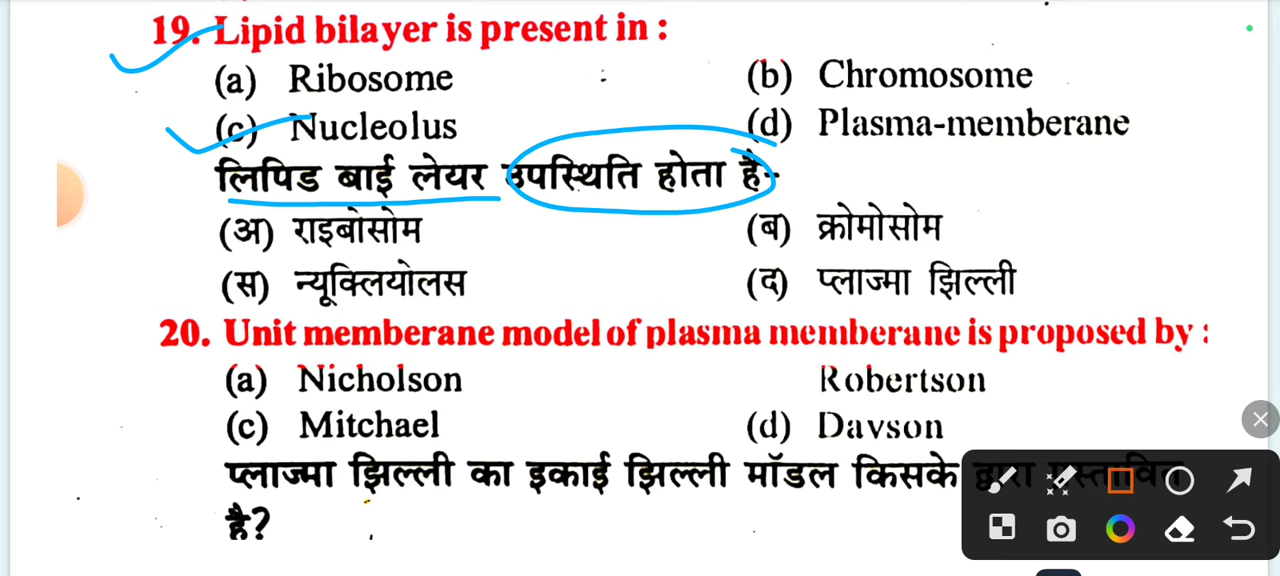 19. Lipid bilayer is present in :
(a) Ribosome (b) Chromosome
(c) Nucleolus (d) Plasma-memberane
लिपिड बाई लेयर उपस्थिति होता है-
(अ) राइबोसोम (ब) क्रोमोसोम
(स) न्यूक्लियोलस (द) प्लाज्मा झिल्ली
20. Unit memberane model of plasma memberane is proposed by :
(a) Nicholson Robertson
(c) Mitchael (d) Davson
प्लाज्मा झिल्ली का इकाई झिल्ली मॉडल किसके द्वारा प्रस्तावित
है?